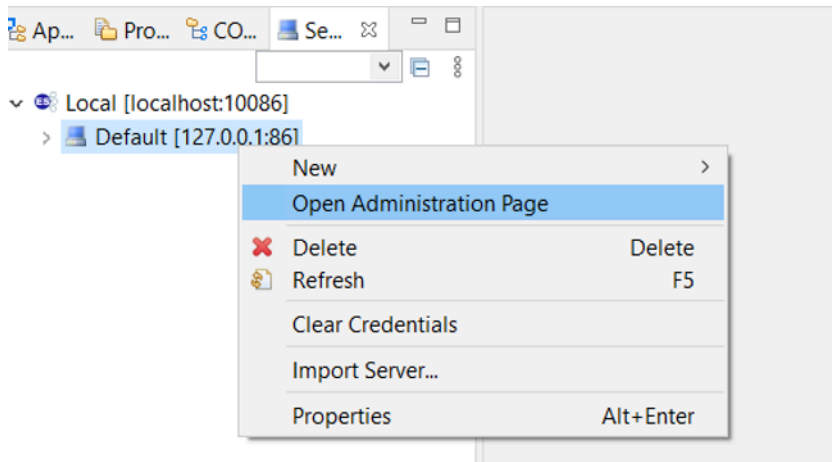 Ap... Pro... CO... Se...
Local [localhost:10086]
Default [127.0.0.1:86]
New
Open Administration Page
Delete Delete
Refresh F5
Clear Credentials
Import Server...
Properties Alt+Enter